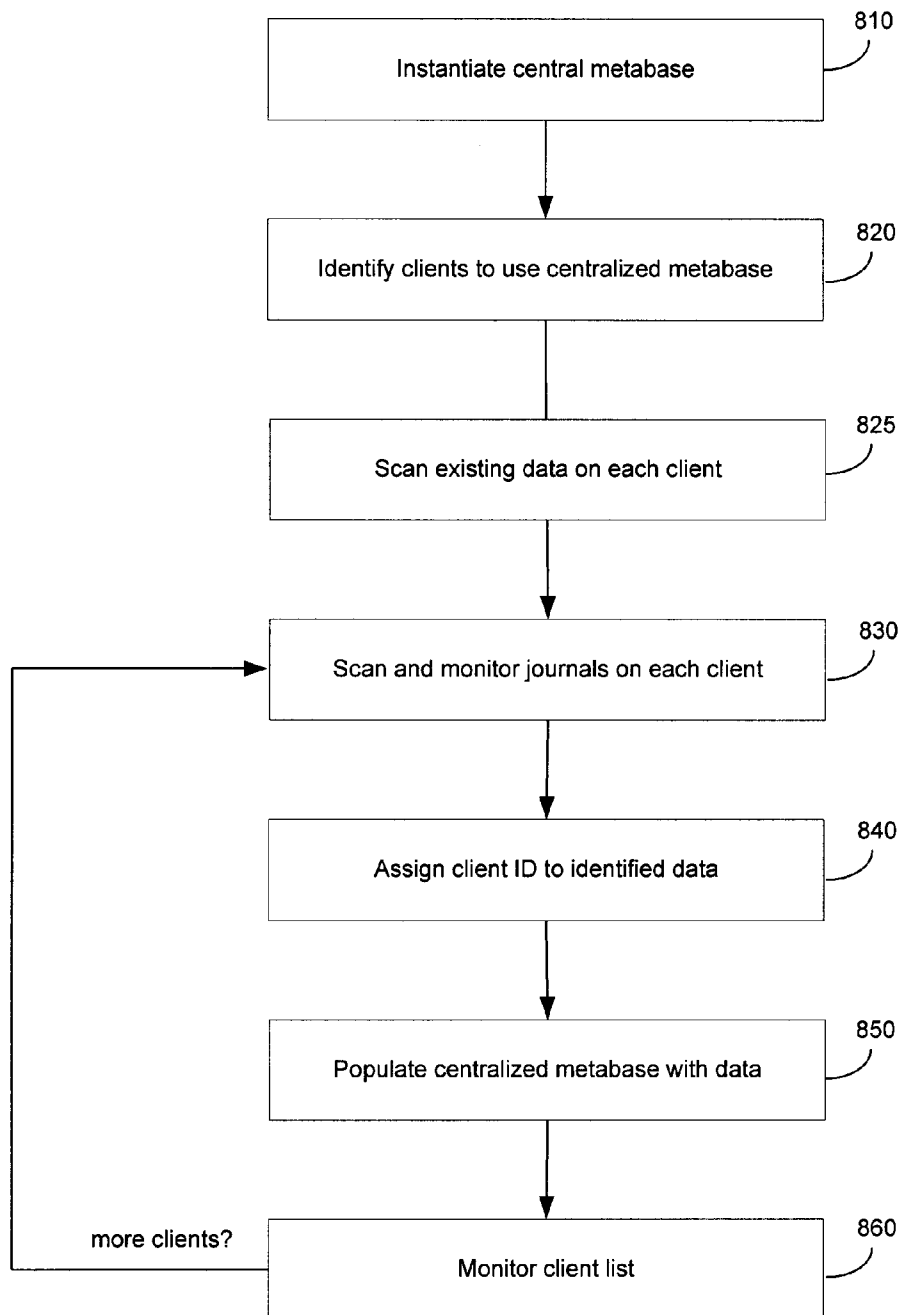 810
Instantiate central metabase
820
Identify clients to use centralized metabase
825
Scan existing data on each client
830
Scan and monitor journals on each client
840
Assign client ID to identified data
850
Populate centralized metabase with data
860
more clients?
Monitor client list